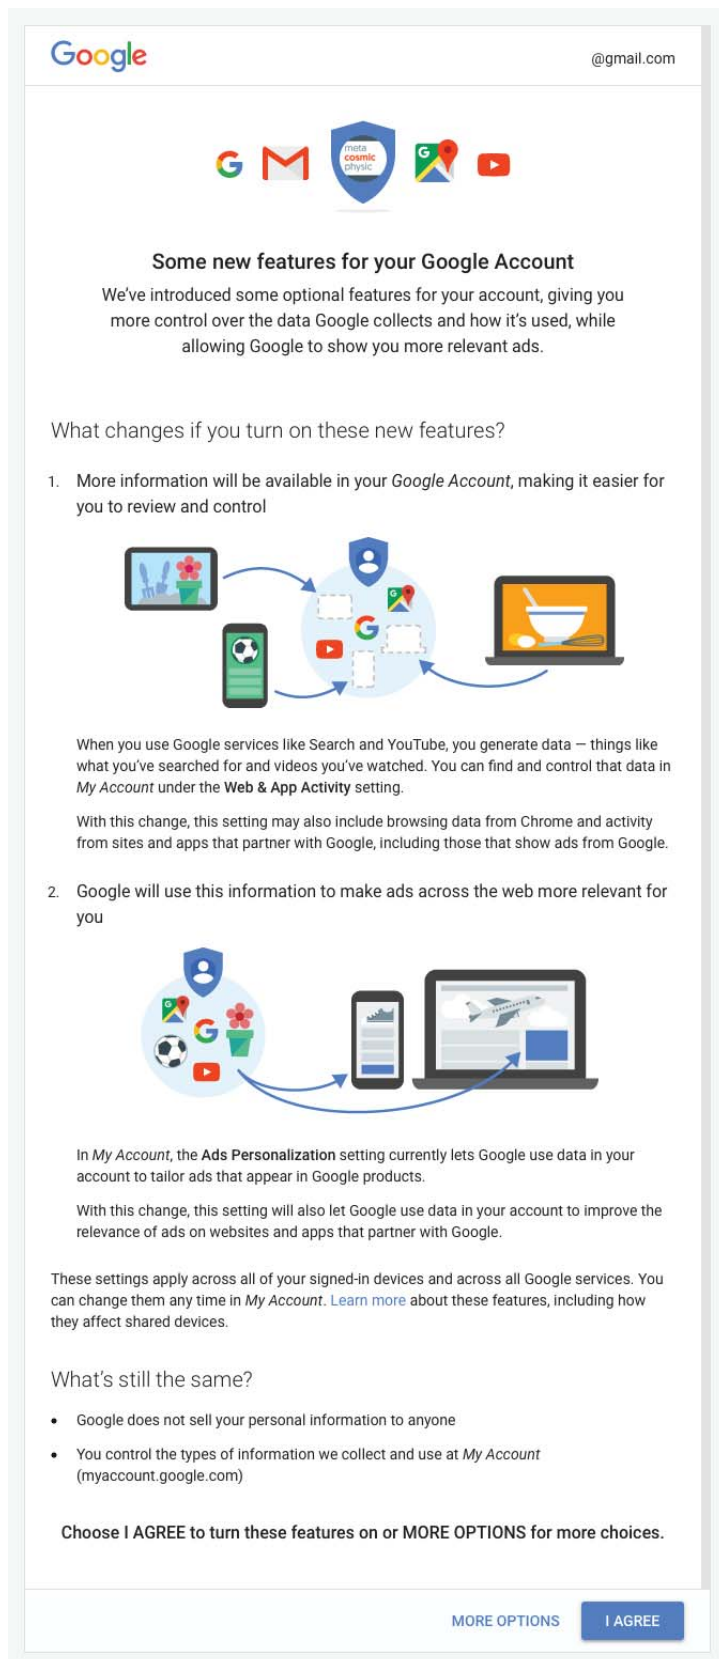 Google
@gmail.com
G
meta
cosmic
physic
G
Some new features for your Google Account
We've introduced some optional features for your account, giving you
more control over the data Google collects and how it's used, while
allowing Google to show you more relevant ads.
What changes if you turn on these new features?
1. More information will be available in your Google Account, making it easier for
you to review and control
G
G
When you use Google services like Search and YouTube, you generate data — things like
what you've searched for and videos you've watched. You can find and control that data in
My Account under the Web & App Activity setting.
With this change, this setting may also include browsing data from Chrome and activity
from sites and apps that partner with Google, including those that show ads from Google.
2. Google will use this information to make ads across the web more relevant for
you
G
G
In My Account, the Ads Personalization setting currently lets Google use data in your
account to tailor ads that appear in Google products.
With this change, this setting will also let Google use data in your account to improve the
relevance of ads on websites and apps that partner with Google.
These settings apply across all of your signed-in devices and across all Google services. You
can change them any time in My Account. Learn more about these features, including how
they affect shared devices.
What's still the same?
• Google does not sell your personal information to anyone
• You control the types of information we collect and use at My Account
(myaccount.google.com)
Choose I AGREE to turn these features on or MORE OPTIONS for more choices.
MORE OPTIONS
I AGREE